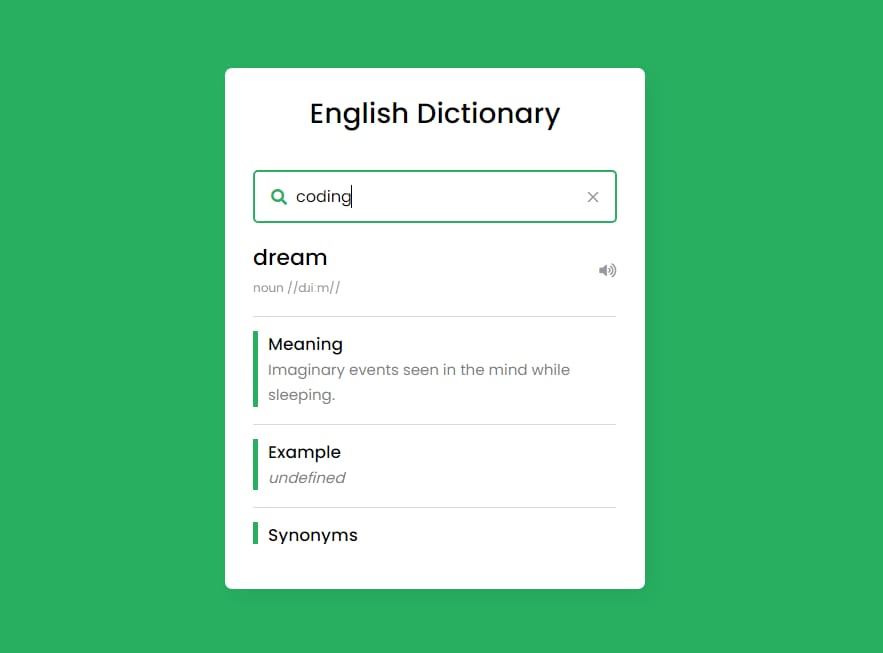 English Dictionary
coding
dream
noun //dɹiːm//
Meaning
Imaginary events seen in the mind while
sleeping.
Example
undefined
Synonyms